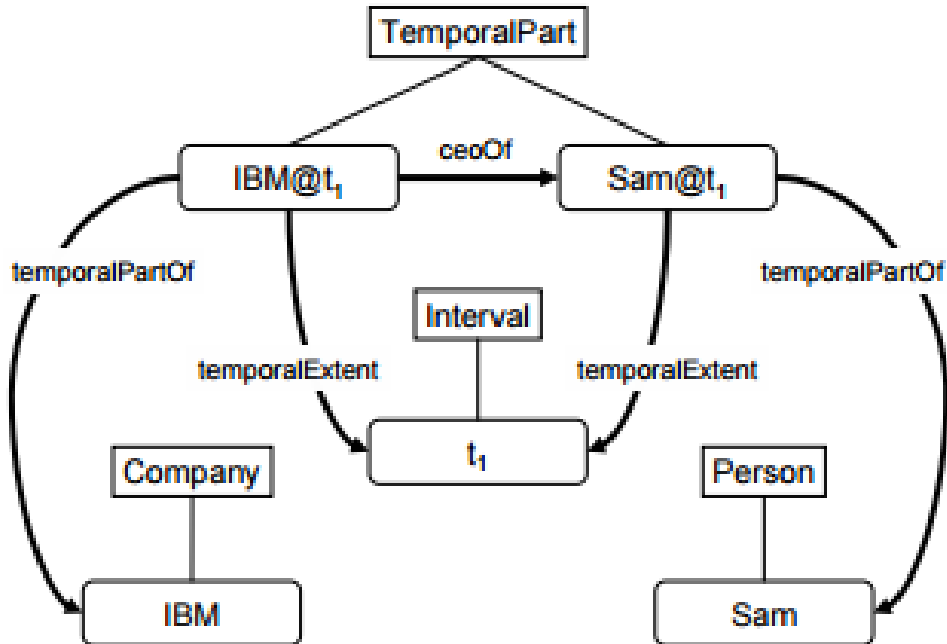 TemporalPart
ceoOf
IBM@t₁
Sam@t₁
temporalPartOf
temporalPartOf
Interval
temporalExtent
temporalExtent
t₁
Company
Person
IBM
Sam